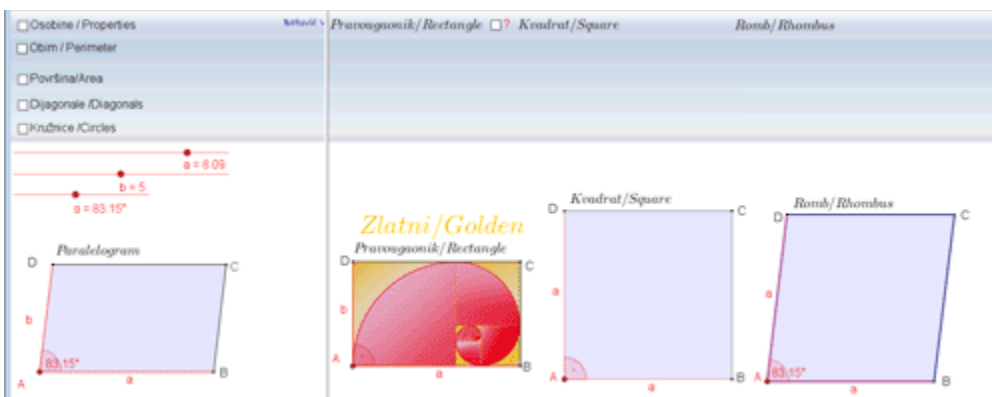 Osobine / Properties
Obim / Perimeter
Površina/Area
Dijagonale /Diagonals
Kružnice /Circles
Pravougaonik/Rectangle ? Kvadrat/Square Romb/Rhombus
a = 8.09
b = 5
a = 83.15°
Paralelogram
D C
b
83.15°
A a B
Zlatni/Golden
Pravougaonik/Rectangle
D C
b
A a B
Kvadrat/Square
D C
a
A a B
Romb/Rhombus
D C
a
83.15°
A a B